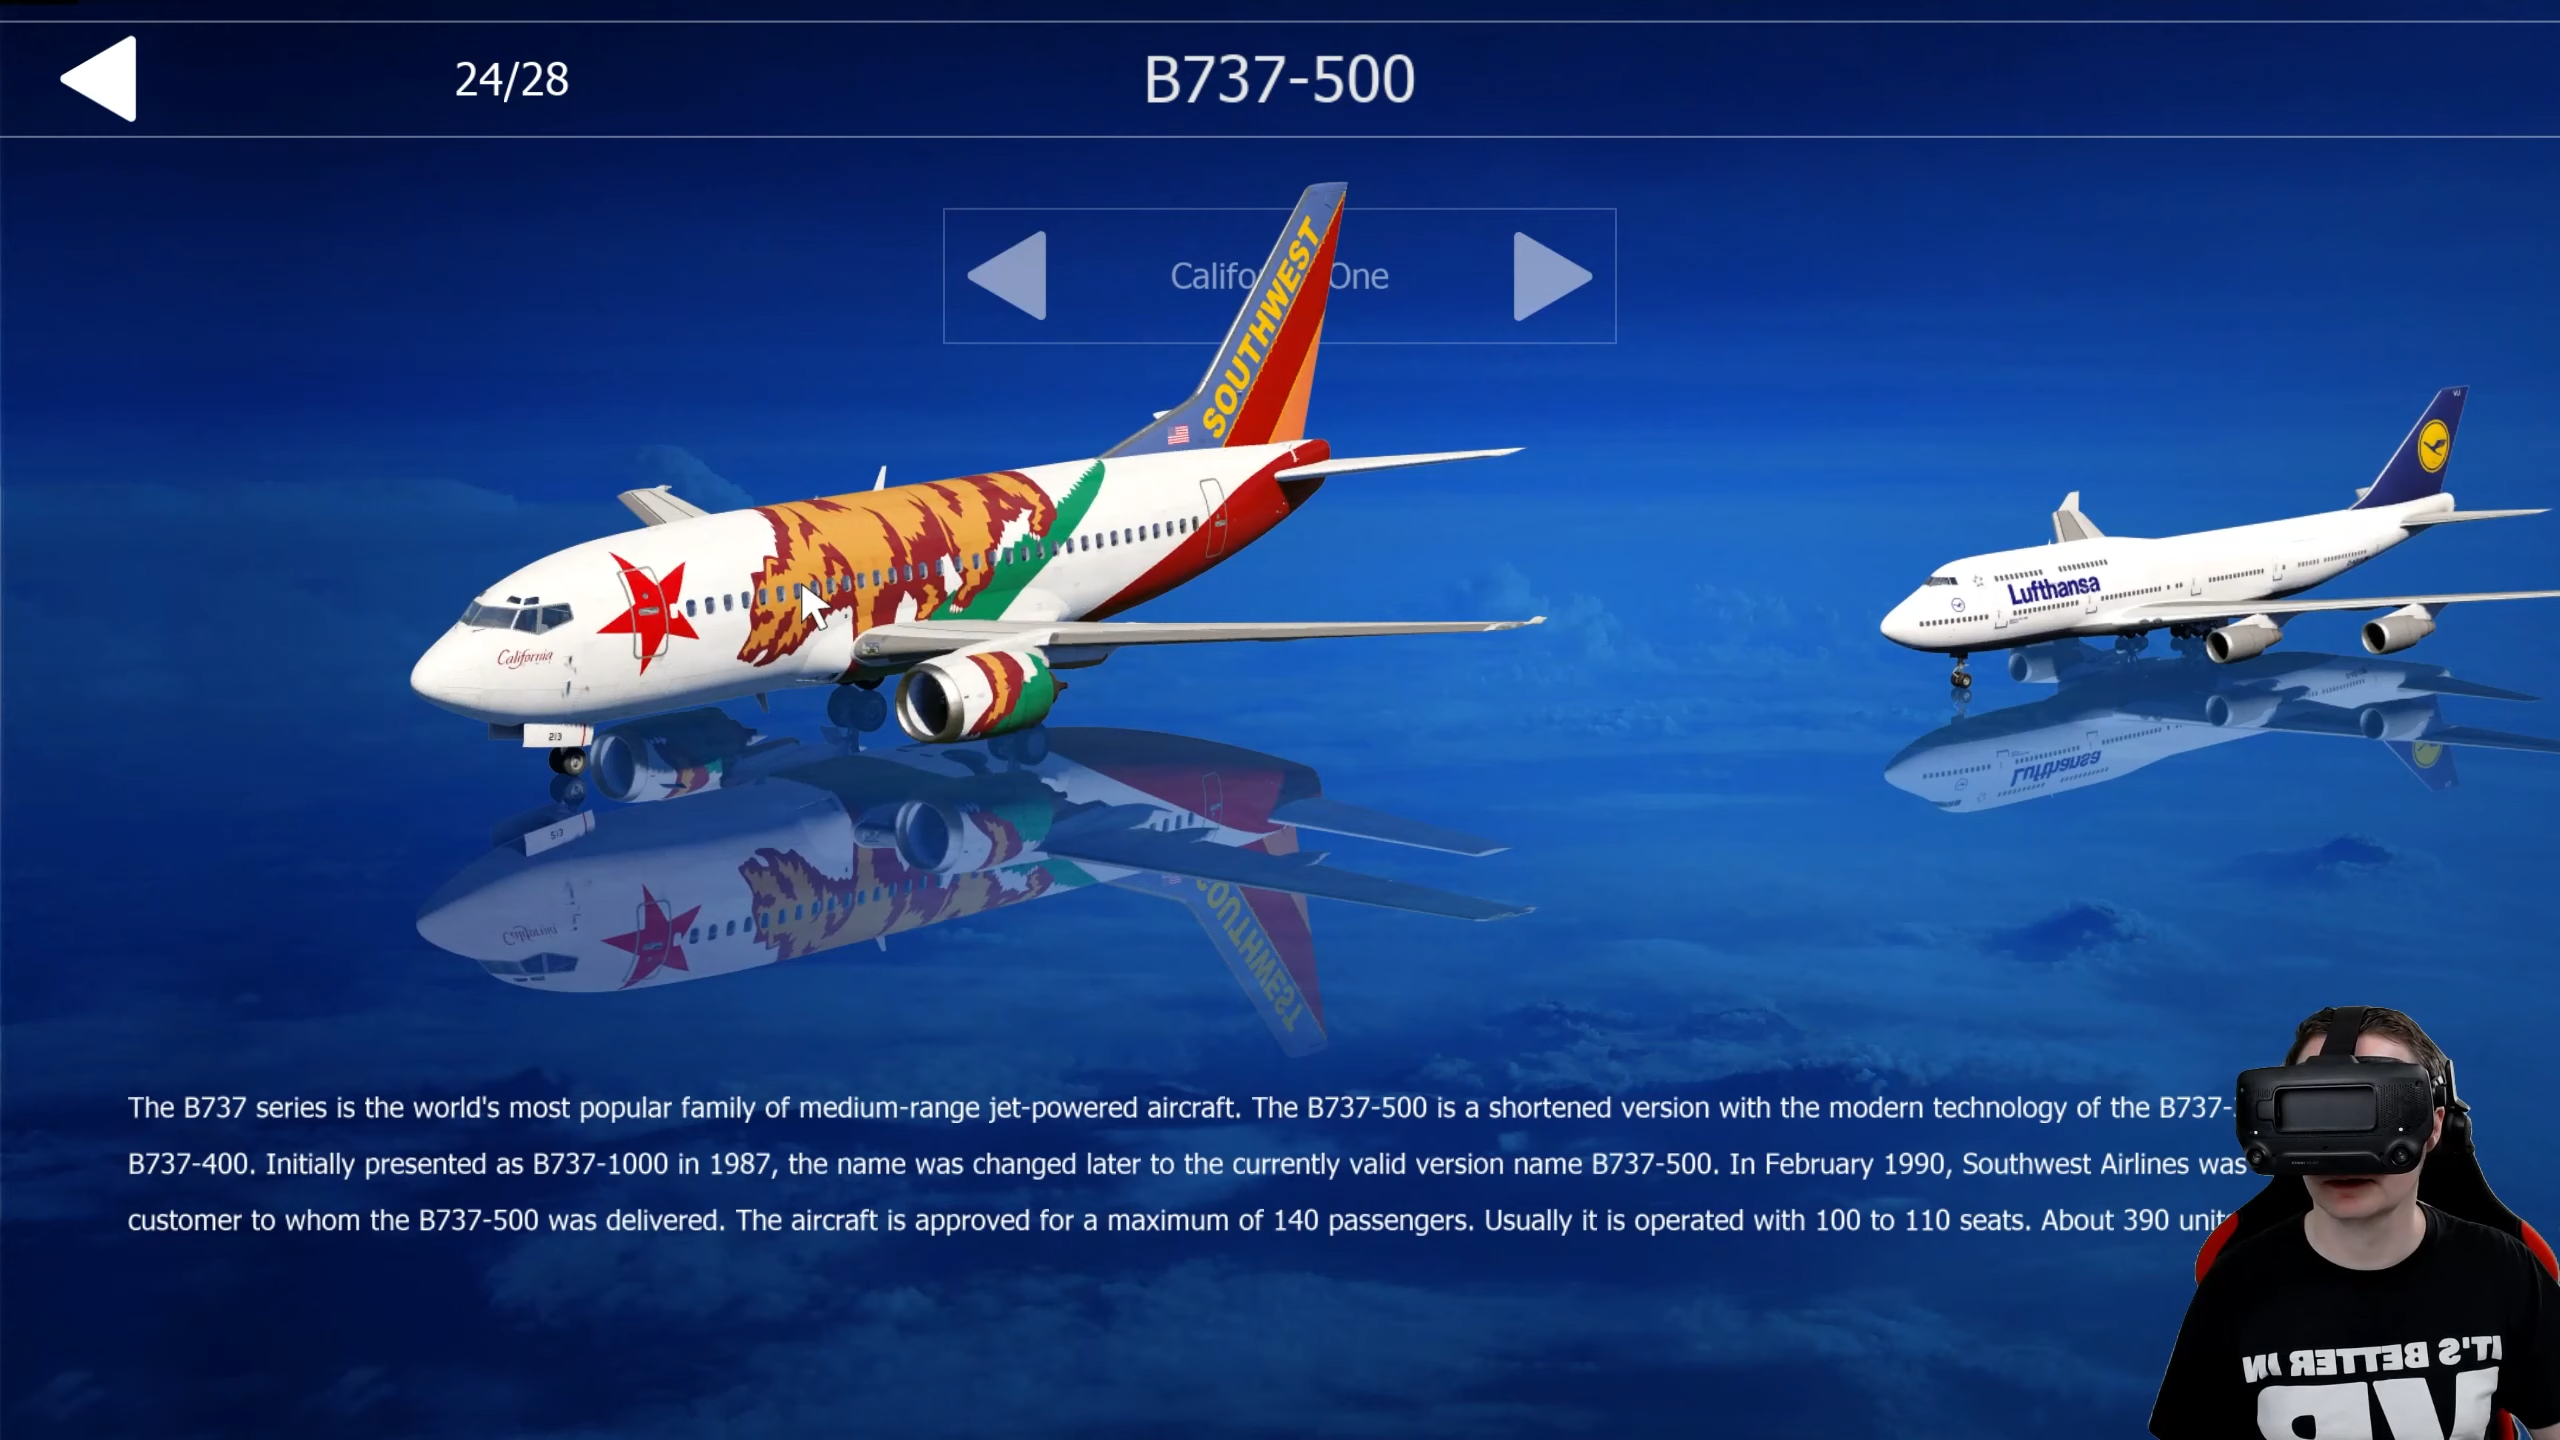 24/28
B737-500
Califo One
SOUTHWEST
Lufthansa
California
213
The B737 series is the world's most popular family of medium-range jet-powered aircraft. The B737-500 is a shortened version with the modern technology of the B737-
B737-400. Initially presented as B737-1000 in 1987, the name was changed later to the currently valid version name B737-500. In February 1990, Southwest Airlines was
customer to whom the B737-500 was delivered. The aircraft is approved for a maximum of 140 passengers. Usually it is operated with 100 to 110 seats. About 390 units
IT'S BETTER IN
VR